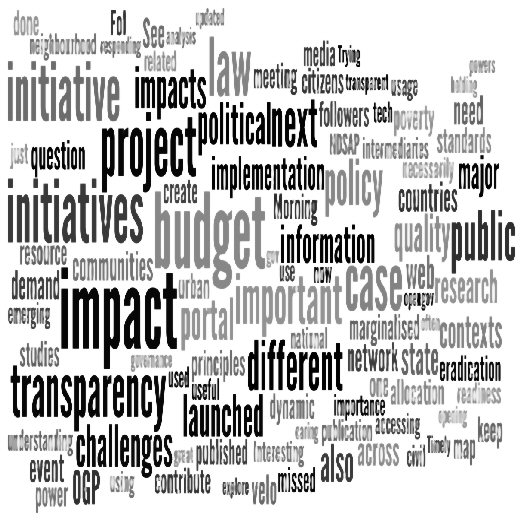 done
FoI
updated
neighbourhood
responding
See
analysis
related
initiative
impacts
law
meeting
media
Trying
citizens
transparent
usage
powers
holding
project
political
next
followers
tech
poverty
need
just
question
NDSAP
intermediaries
standards
implementation
policy
necessarily
major
create
countries
initiatives
budget
Morning
quality
public
resource
communities
gov
information
use
now
case
web
opengov
research
demand
urban
emerging
impact
portal
important
marginalised
often
contexts
national
studies
governance
principles
different
network
state
eradication
transparency
used
useful
OGD
allocation
readiness
launched
dynamic
importance
opening
caring
publication
accessing
keep
understanding
challenges
great
published
Interesting
also
across
civil
Timely
map
event
power
OGP
using
contribute
explore
velo
missed